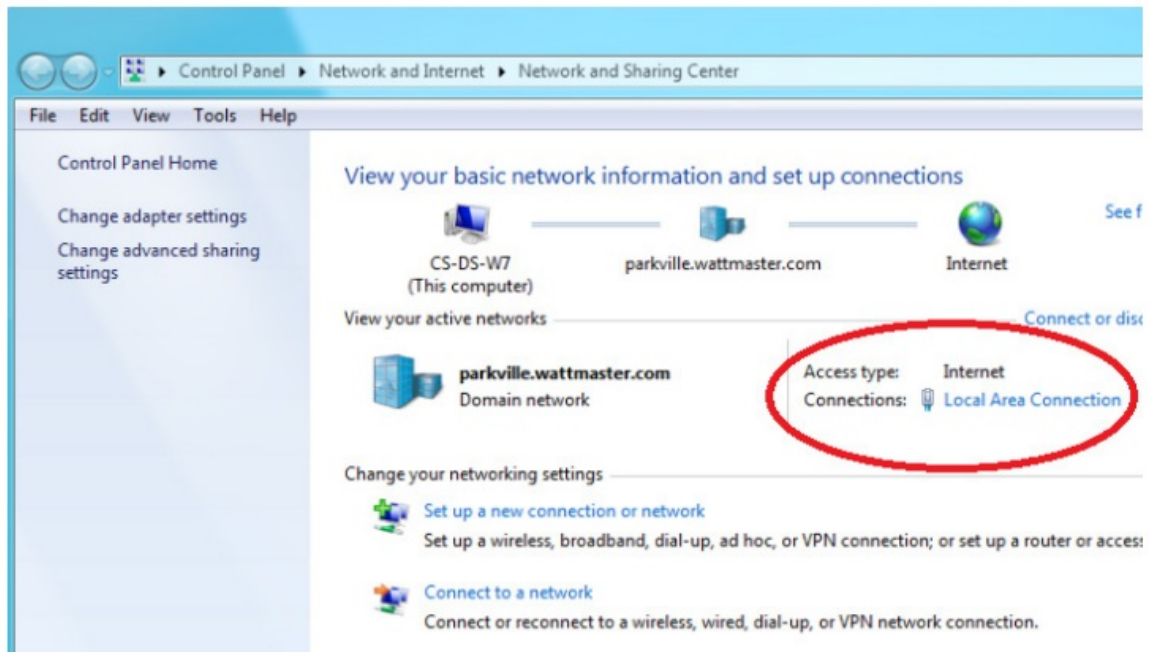 Control Panel ▸ Network and Internet ▸ Network and Sharing Center
File Edit View Tools Help
Control Panel Home
Change adapter settings
Change advanced sharing
settings
View your basic network information and set up connections
See f
CS-DS-W7
(This computer)
parkville.wattmaster.com
Internet
View your active networks
Connect or disc
parkville.wattmaster.com
Domain network
Access type: Internet
Connections: Local Area Connection
Change your networking settings
Set up a new connection or network
Set up a wireless, broadband, dial-up, ad hoc, or VPN connection; or set up a router or access
Connect to a network
Connect or reconnect to a wireless, wired, dial-up, or VPN network connection.